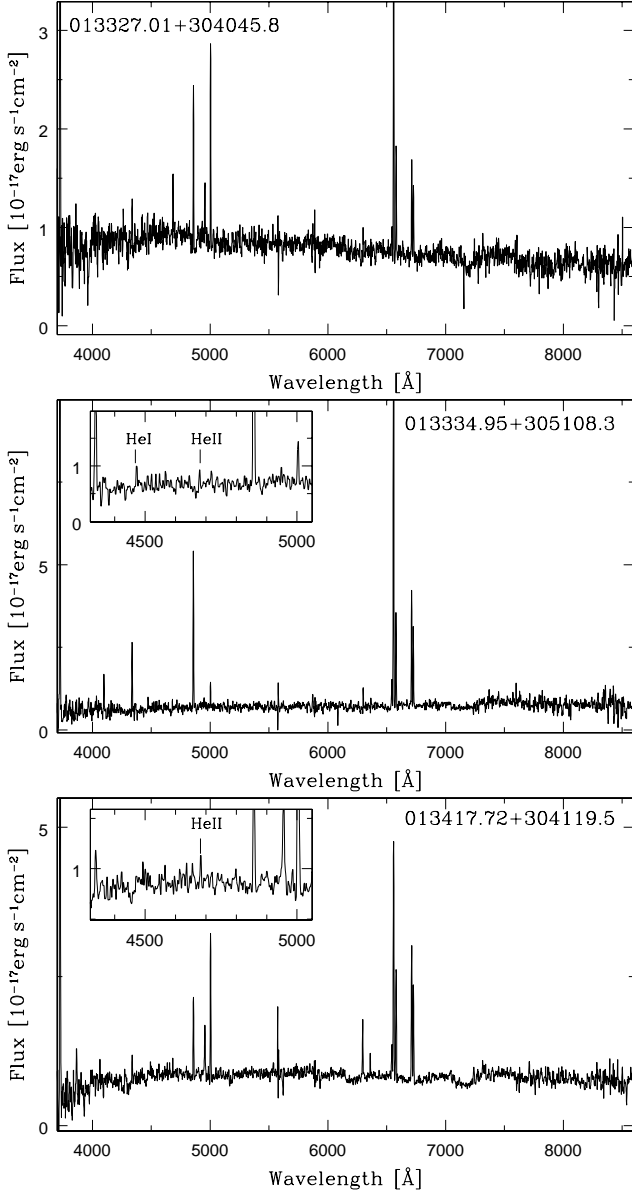 013327.01+304045.8
3
2
1
0
Flux [10⁻¹⁷erg s⁻¹cm⁻²]
4000 5000 6000 7000 8000
Wavelength [Å]
013334.95+305108.3
HeI HeII
1
0
4500 5000
5
0
Flux [10⁻¹⁷erg s⁻¹cm⁻²]
4000 5000 6000 7000 8000
Wavelength [Å]
013417.72+304119.5
HeII
1
4500 5000
5
0
Flux [10⁻¹⁷erg s⁻¹cm⁻²]
4000 5000 6000 7000 8000
Wavelength [Å]